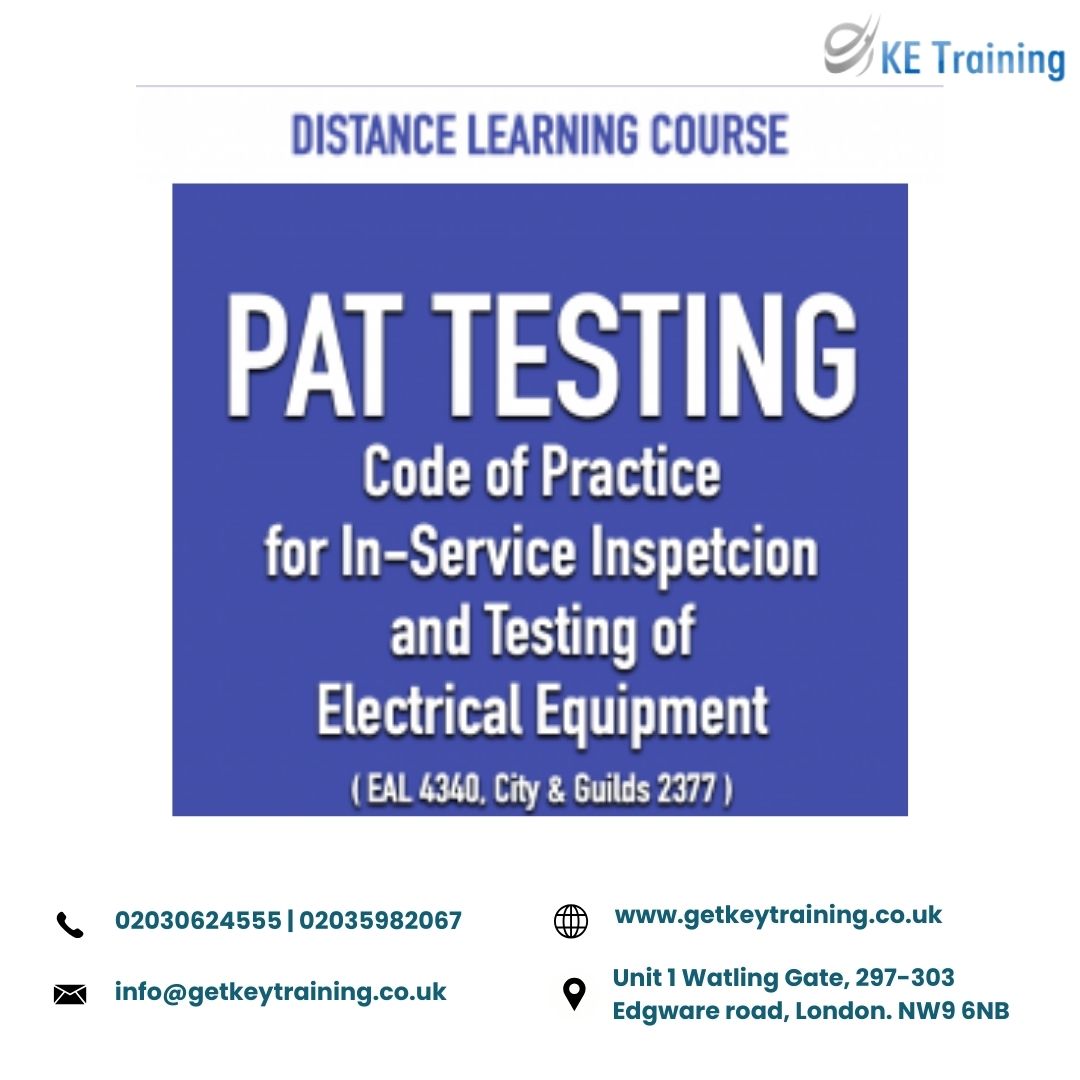 KE Training
DISTANCE LEARNING COURSE
PAT TESTING
Code of Practice
for In-Service Inspetcion
and Testing of
Electrical Equipment
( EAL 4340, City & Guilds 2377 )
02030624555 | 02035982067
www.getkeytraining.co.uk
info@getkeytraining.co.uk
Unit 1 Watling Gate, 297-303
Edgware road, London. NW9 6NB